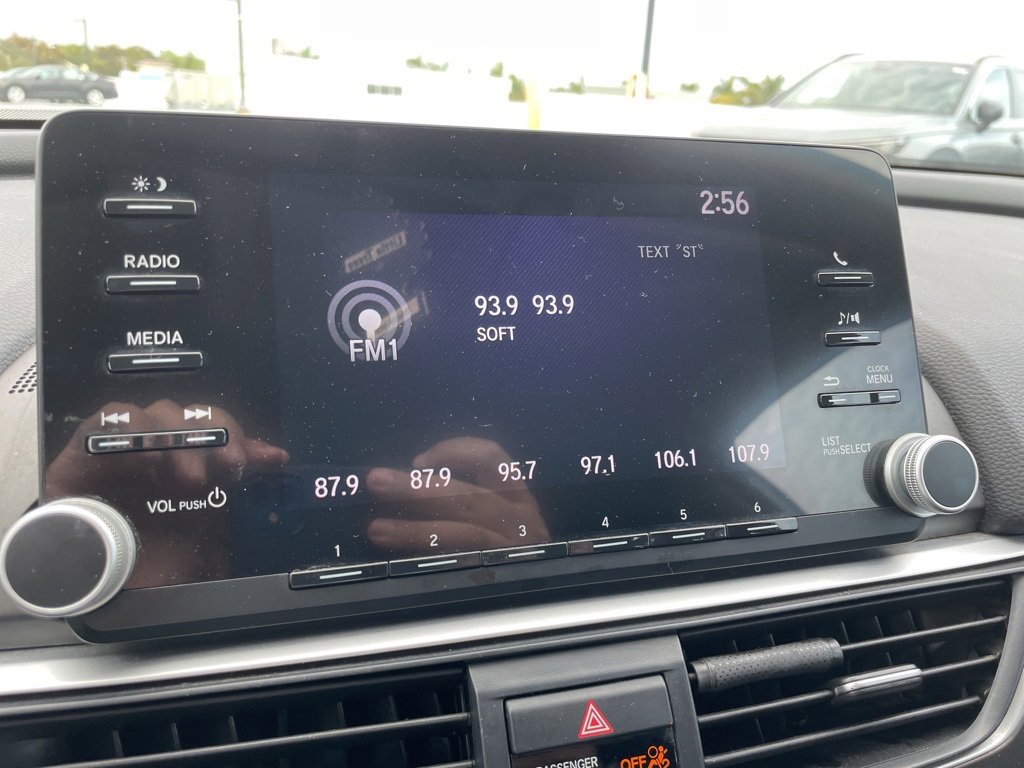 2:56
RADIO
TEXT "ST"
93.9 93.9
SOFT
MEDIA
FM1
CLOCK
MENU
LIST
PUSH SELECT
VOL PUSH
87.9 87.9 95.7 97.1 106.1 107.9
1 2 3 4 5 6
PASSENGER
OFF